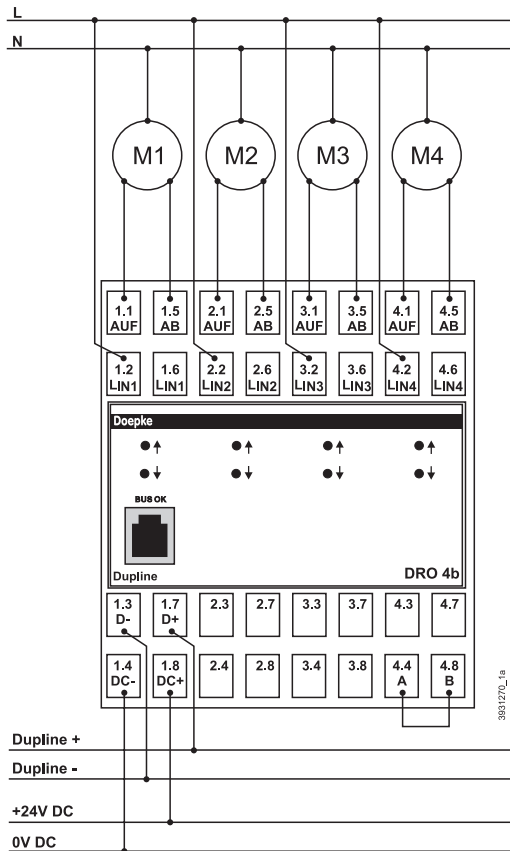 L
N
M1 M2 M3 M4
1.1 1.5 2.1 2.5 3.1 3.5 4.1 4.5
AUF AB AUF AB AUF AB AUF AB
1.2 1.6 2.2 2.6 3.2 3.6 4.2 4.6
LIN1 LIN1 LIN2 LIN2 LIN3 LIN3 LIN4 LIN4
Doepke
↑ ↑ ↑ ↑
↓ ↓ ↓ ↓
BUS OK
Dupline DRO 4b
1.3 1.7 2.3 2.7 3.3 3.7 4.3 4.7
D- D+
1.4 1.8 2.4 2.8 3.4 3.8 4.4 4.8
DC- DC+ A B
3931270_1a
Dupline +
Dupline -
+24V DC
0V DC